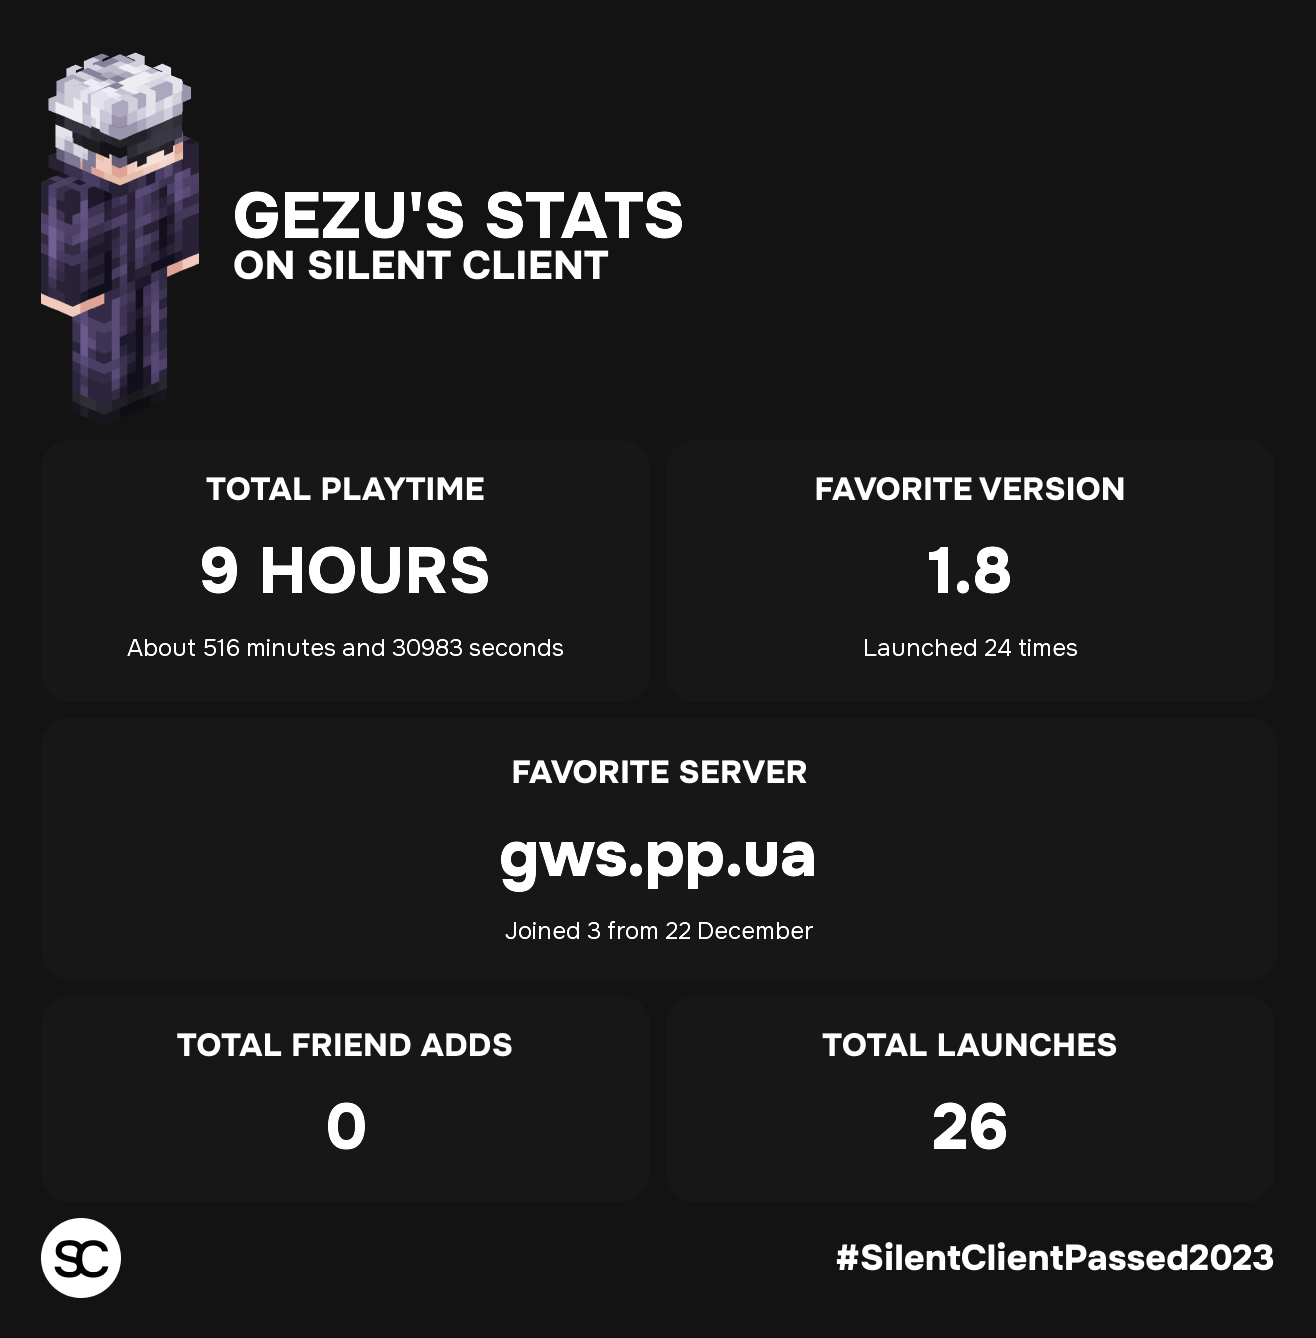 GEZU'S STATS
ON SILENT CLIENT
TOTAL PLAYTIME
9 HOURS
About 516 minutes and 30983 seconds
FAVORITE VERSION
1.8
Launched 24 times
FAVORITE SERVER
gws.pp.ua
Joined 3 from 22 December
TOTAL FRIEND ADDS
0
TOTAL LAUNCHES
26
SC
#SilentClientPassed2023